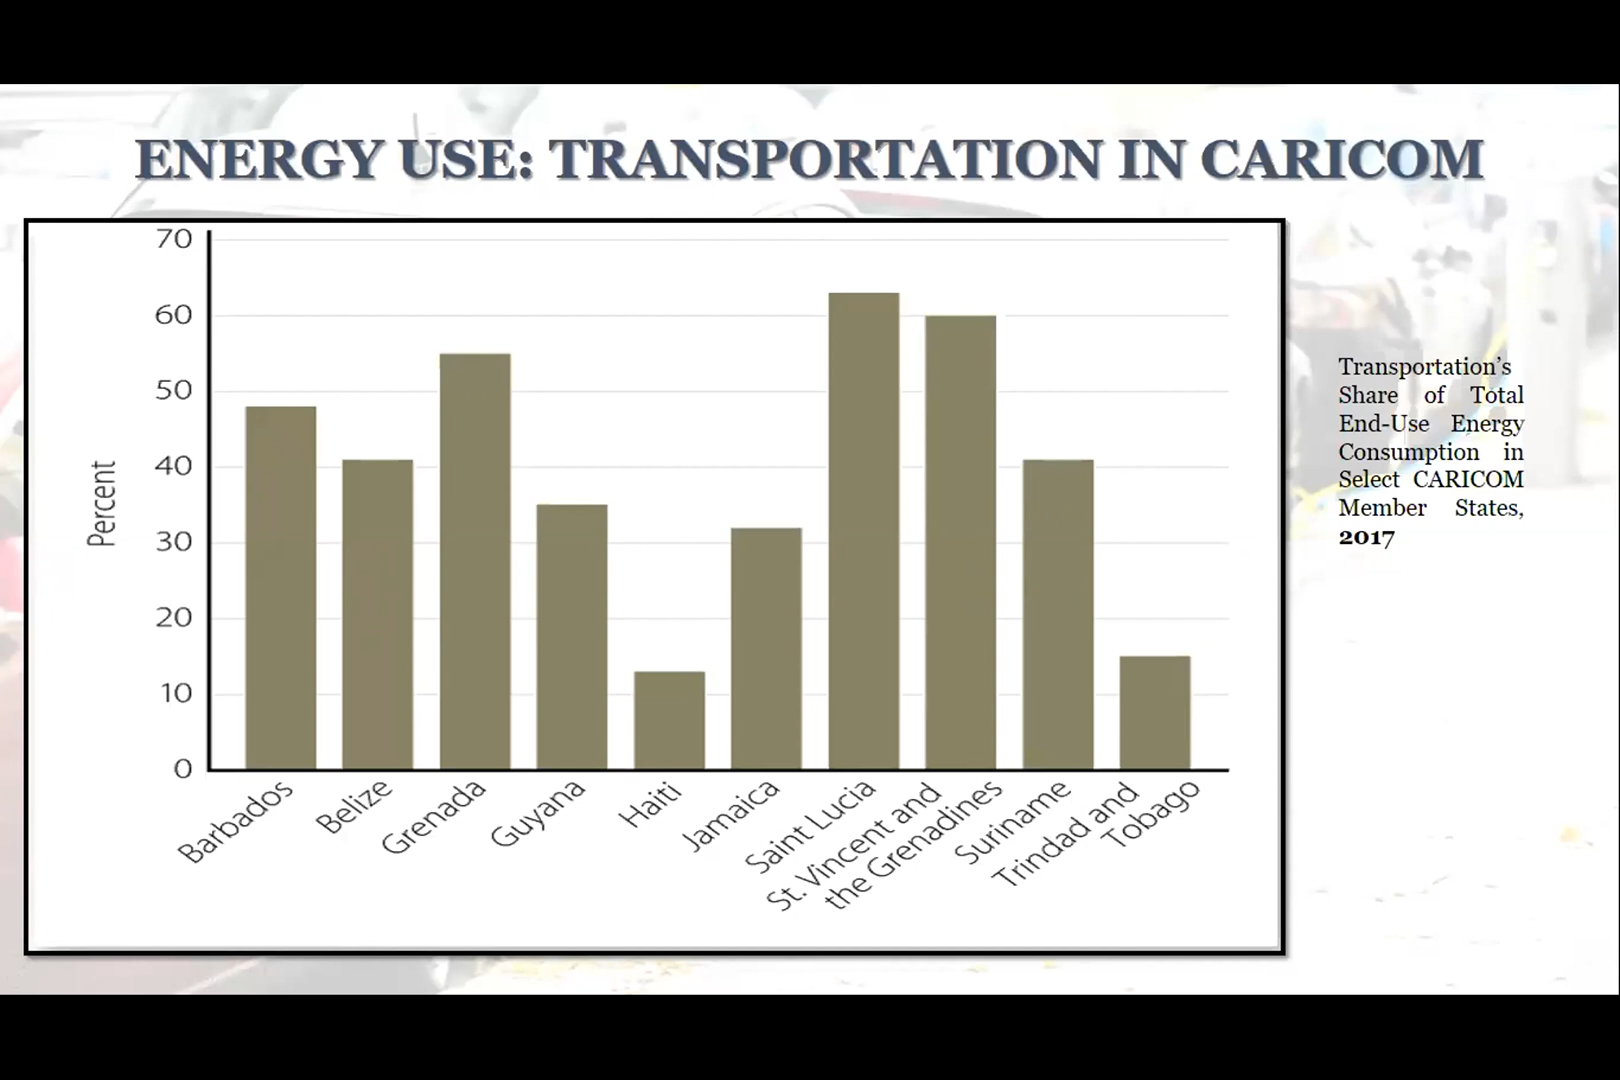 ENERGY USE: TRANSPORTATION IN CARICOM
70
60
50
40
30
20
10
0
Percent
Barbados
Belize
Grenada
Guyana
Haiti
Jamaica
Saint Lucia
St. Vincent and
the Grenadines
Suriname
Trindad and
Tobago
Transportation's
Share of Total
End-Use Energy
Consumption in
Select CARICOM
Member States,
2017